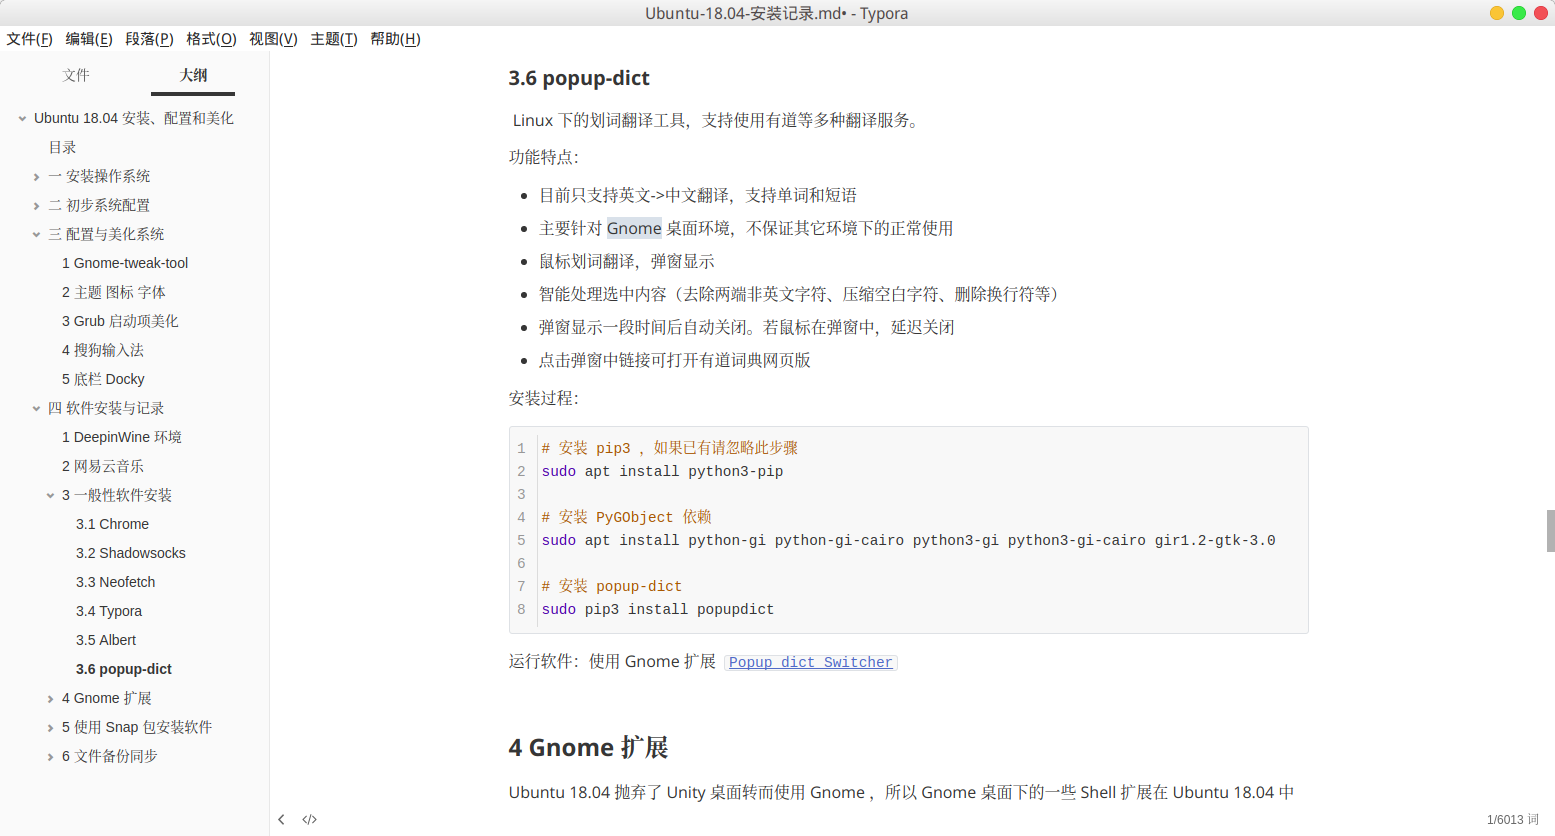 Ubuntu-18.04-安装记录.md• - Typora
文件(F) 编辑(E) 段落(P) 格式(O) 视图(V) 主题(T) 帮助(H)
文件 大纲
Ubuntu 18.04 安装、配置和美化
目录
一 安装操作系统
二 初步系统配置
三 配置与美化系统
1 Gnome-tweak-tool
2 主题 图标 字体
3 Grub 启动项美化
4 搜狗输入法
5 底栏 Docky
四 软件安装与记录
1 DeepinWine 环境
2 网易云音乐
3 一般性软件安装
3.1 Chrome
3.2 Shadowsocks
3.3 Neofetch
3.4 Typora
3.5 Albert
3.6 popup-dict
4 Gnome 扩展
5 使用 Snap 包安装软件
6 文件备份同步
3.6 popup-dict
Linux 下的划词翻译工具，支持使用有道等多种翻译服务。
功能特点：
• 目前只支持英文->中文翻译，支持单词和短语
• 主要针对 Gnome 桌面环境，不保证其它环境下的正常使用
• 鼠标划词翻译，弹窗显示
• 智能处理选中内容（去除两端非英文字符、压缩空白字符、删除换行符等）
• 弹窗显示一段时间后自动关闭。若鼠标在弹窗中，延迟关闭
• 点击弹窗中链接可打开有道词典网页版
安装过程：
1 # 安装 pip3 ，如果已有请忽略此步骤
2 sudo apt install python3-pip
3
4 # 安装 PyGObject 依赖
5 sudo apt install python-gi python-gi-cairo python3-gi python3-gi-cairo gir1.2-gtk-3.0
6
7 # 安装 popup-dict
8 sudo pip3 install popupdict
运行软件：使用 Gnome 扩展 Popup dict Switcher
4 Gnome 扩展
Ubuntu 18.04 抛弃了 Unity 桌面转而使用 Gnome ，所以 Gnome 桌面下的一些 Shell 扩展在 Ubuntu 18.04 中
</> 1/6013 词